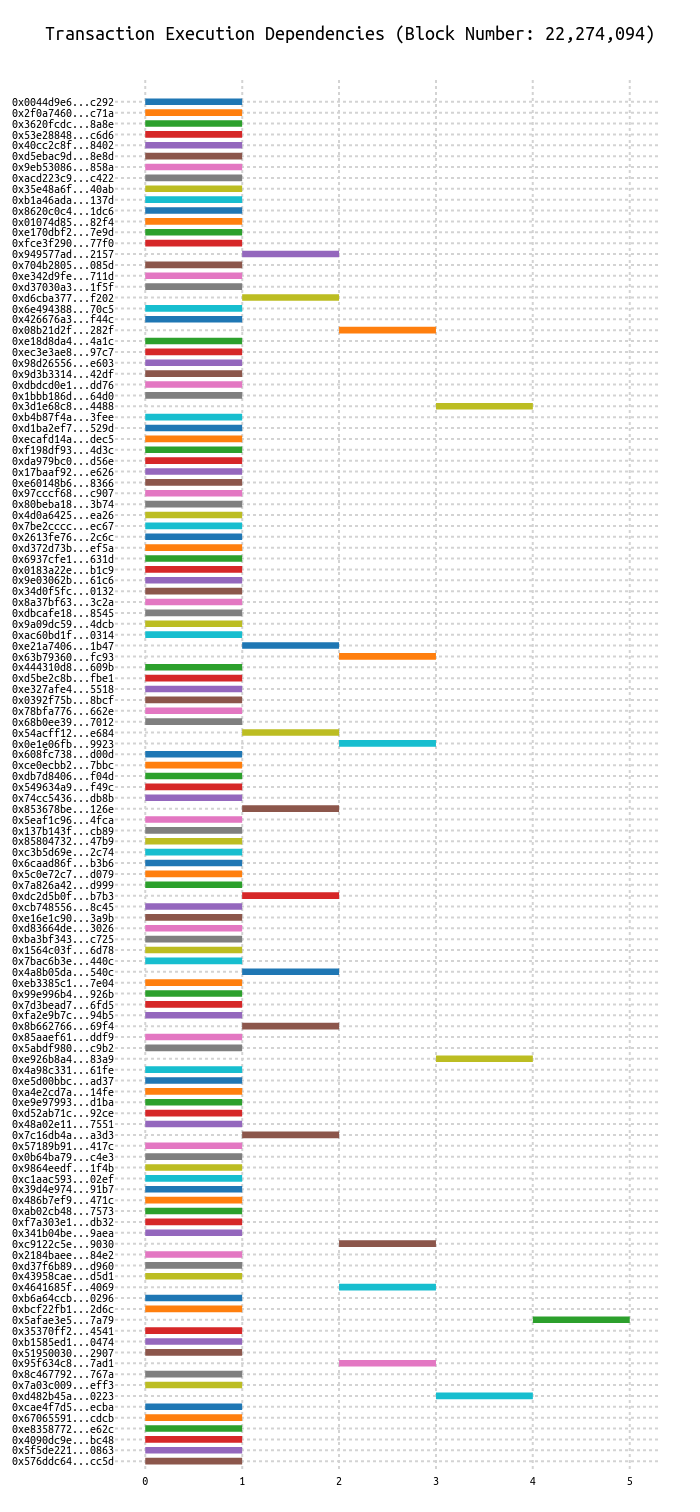 Transaction Execution Dependencies (Block Number: 22,274,094)
0x0044d9e6...c292
0x2f0a7460...c71a
0x3620fcdc...8a8e
0x53e28848...c6d6
0x40cc2c8f...8402
0xd5ebac9d...8e8d
0x9eb53086...858a
0xacd223c9...c422
0x35e48a6f...40ab
0xb1a46ada...137d
0x8620c0c4...1dc6
0x01074d85...82f4
0xe170dbf2...7e9d
0xfce3f290...77f0
0x949577ad...2157
0x704b2805...085d
0xe342d9fe...711d
0xd37030a3...1f5f
0xd6cba377...f202
0x6e494388...70c5
0x426676a3...f44c
0x08b21d2f...282f
0xe18d8da4...4a1c
0xec3e3ae8...97c7
0x98d26556...e603
0x9d3b3314...42df
0xdbdcd0e1...dd76
0x1bbb186d...64d0
0x3d1e68c8...4488
0xb4b87f4a...3fee
0xd1ba2ef7...529d
0xecafd14a...dec5
0xf198df93...4d3c
0xda979bc0...d56e
0x17baaf92...e626
0xe60148b6...8366
0x97cccf68...c907
0x80beba18...3b74
0x4d0a6425...ea26
0x7be2cccc...ec67
0x2613fe76...2c6c
0xd372d73b...ef5a
0x6937cfe1...631d
0x0183a22e...b1c9
0x9e03062b...61c6
0x34d0f5fc...0132
0x8a37bf63...3c2a
0xdbcafe18...8545
0x9a09dc59...4dcb
0xac60bd1f...0314
0xe21a7406...1b47
0x63b79360...fc93
0x444310d8...609b
0xd5be2c8b...fbe1
0xe327afe4...5518
0x0392f75b...8bcf
0x78bfa776...662e
0x68b0ee39...7012
0x54acff12...e684
0x0e1e06fb...9923
0x608fc738...d00d
0xce0ecbb2...7bbc
0xdb7d8406...f04d
0x549634a9...f49c
0x74cc5436...db8b
0x853678be...126e
0x5eaf1c96...4fca
0x137b143f...cb89
0x85804732...47b9
0xc3b5d69e...2c74
0x6caad86f...b3b6
0x5c0e72c7...d079
0x7a826a42...d999
0xdc2d5b0f...b7b3
0xcb748556...8c45
0xe16e1c90...3a9b
0xd83664de...3026
0xba3bf343...c725
0x1564c03f...6d78
0x7bac6b3e...440c
0x4a8b05da...540c
0xeb3385c1...7e04
0x99e996b4...926b
0x7d3bead7...6fd5
0xfa2e9b7c...94b5
0x8b662766...69f4
0x85aaef61...ddf9
0x5abdf980...c9b2
0xe926b8a4...83a9
0x4a98c331...61fe
0xe5d00bbc...ad37
0xa4e2cd7a...14fe
0xe9e97993...d1ba
0xd52ab71c...92ce
0x48a02e11...7551
0x7c16db4a...a3d3
0x57189b91...417c
0x0b64ba79...c4e3
0x9864eedf...1f4b
0xc1aac593...02ef
0x39d4e974...91b7
0x486b7ef9...471c
0xab02cb48...7573
0xf7a303e1...db32
0x341b04be...9aea
0xc9122c5e...9030
0x2184baee...84e2
0xd37f6b89...d960
0x43958cae...d5d1
0x4641685f...4069
0xb6a64ccb...0296
0xbcf22fb1...2d6c
0x5afae3e5...7a79
0x35370ff2...4541
0xb1585ed1...0474
0x51950030...2907
0x95f634c8...7ad1
0x8c467792...767a
0x7a03c009...eff3
0xd482b45a...0223
0xcae4f7d5...ecba
0x67065591...cdcb
0xe8358772...e62c
0x4090dc9e...bc48
0x5f5de221...0863
0x576ddc64...cc5d
0 1 2 3 4 5